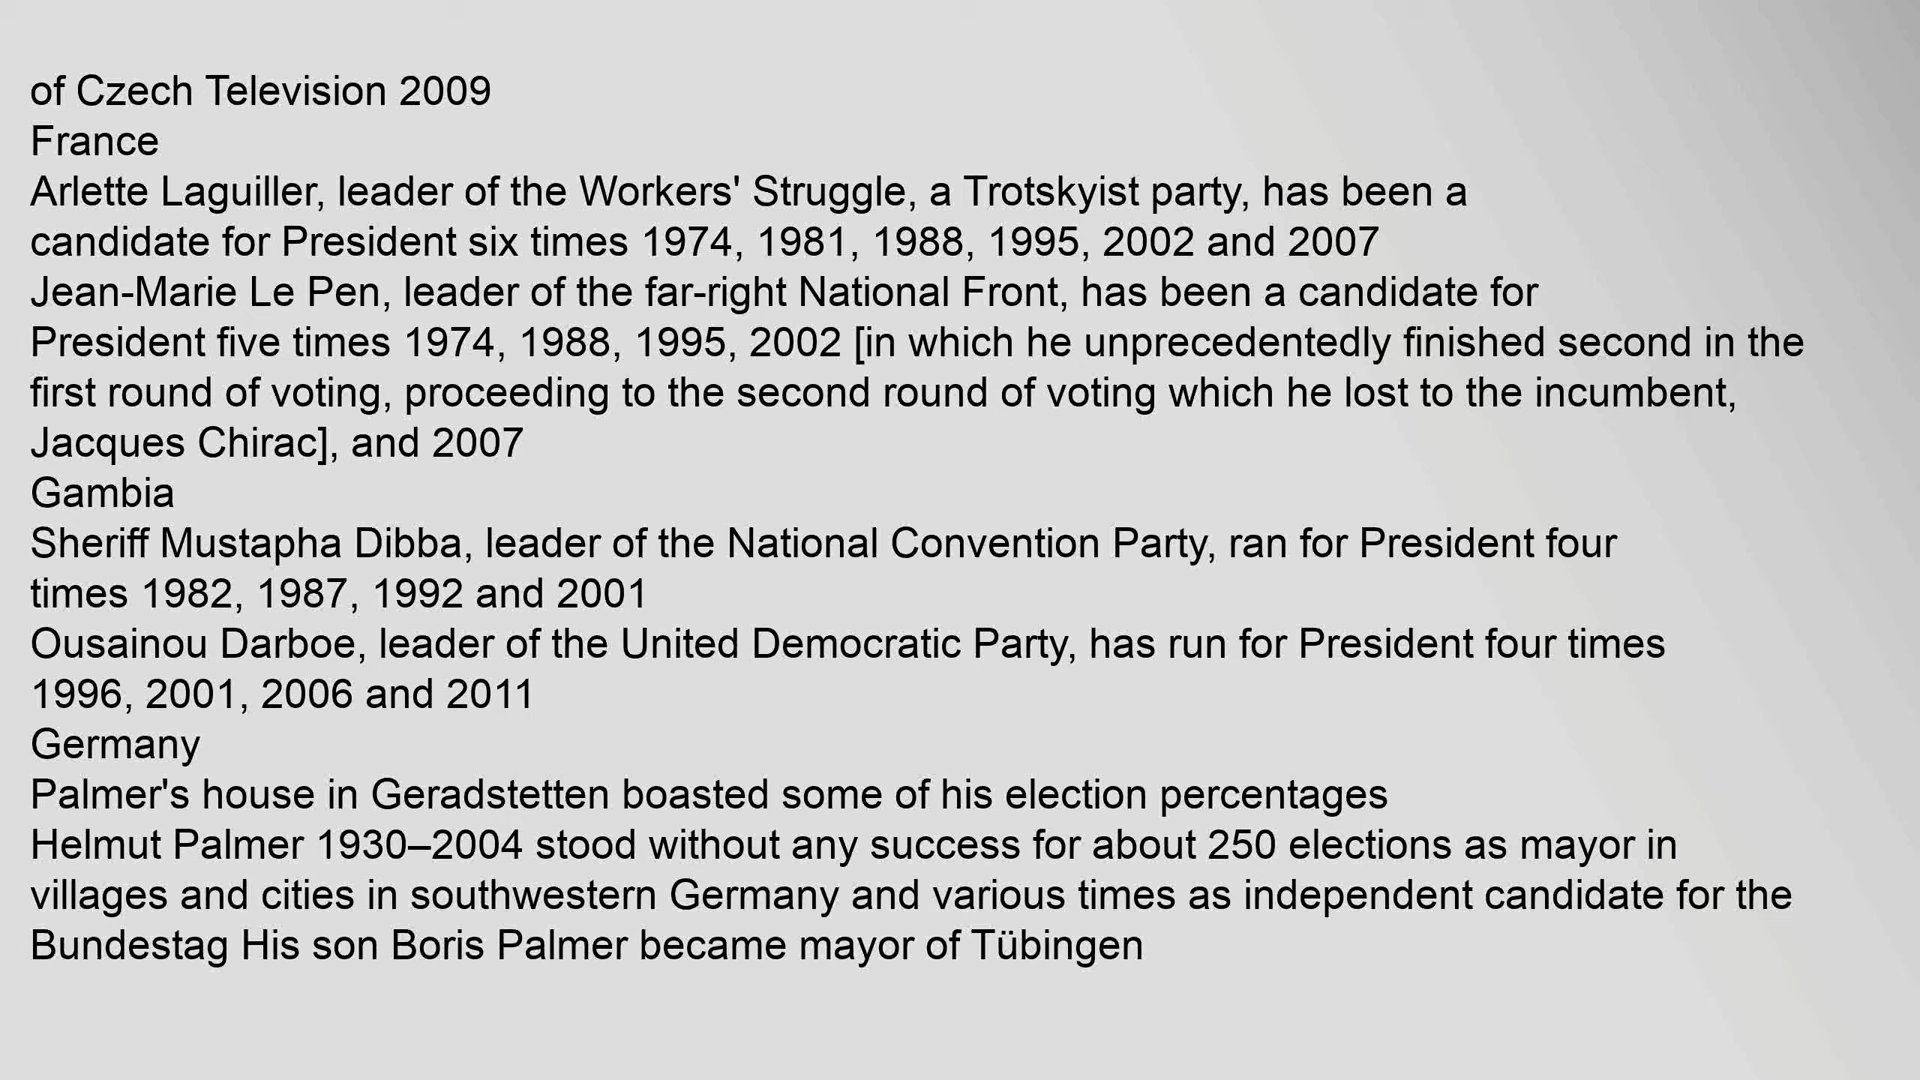 of Czech Television 2009
France
Arlette Laguiller, leader of the Workers' Struggle, a Trotskyist party, has been a
candidate for President six times 1974, 1981, 1988, 1995, 2002 and 2007
Jean-Marie Le Pen, leader of the far-right National Front, has been a candidate for
President five times 1974, 1988, 1995, 2002 [in which he unprecedentedly finished second in the
first round of voting, proceeding to the second round of voting which he lost to the incumbent,
Jacques Chirac], and 2007
Gambia
Sheriff Mustapha Dibba, leader of the National Convention Party, ran for President four
times 1982, 1987, 1992 and 2001
Ousainou Darboe, leader of the United Democratic Party, has run for President four times
1996, 2001, 2006 and 2011
Germany
Palmer's house in Geradstetten boasted some of his election percentages
Helmut Palmer 1930–2004 stood without any success for about 250 elections as mayor in
villages and cities in southwestern Germany and various times as independent candidate for the
Bundestag His son Boris Palmer became mayor of Tübingen